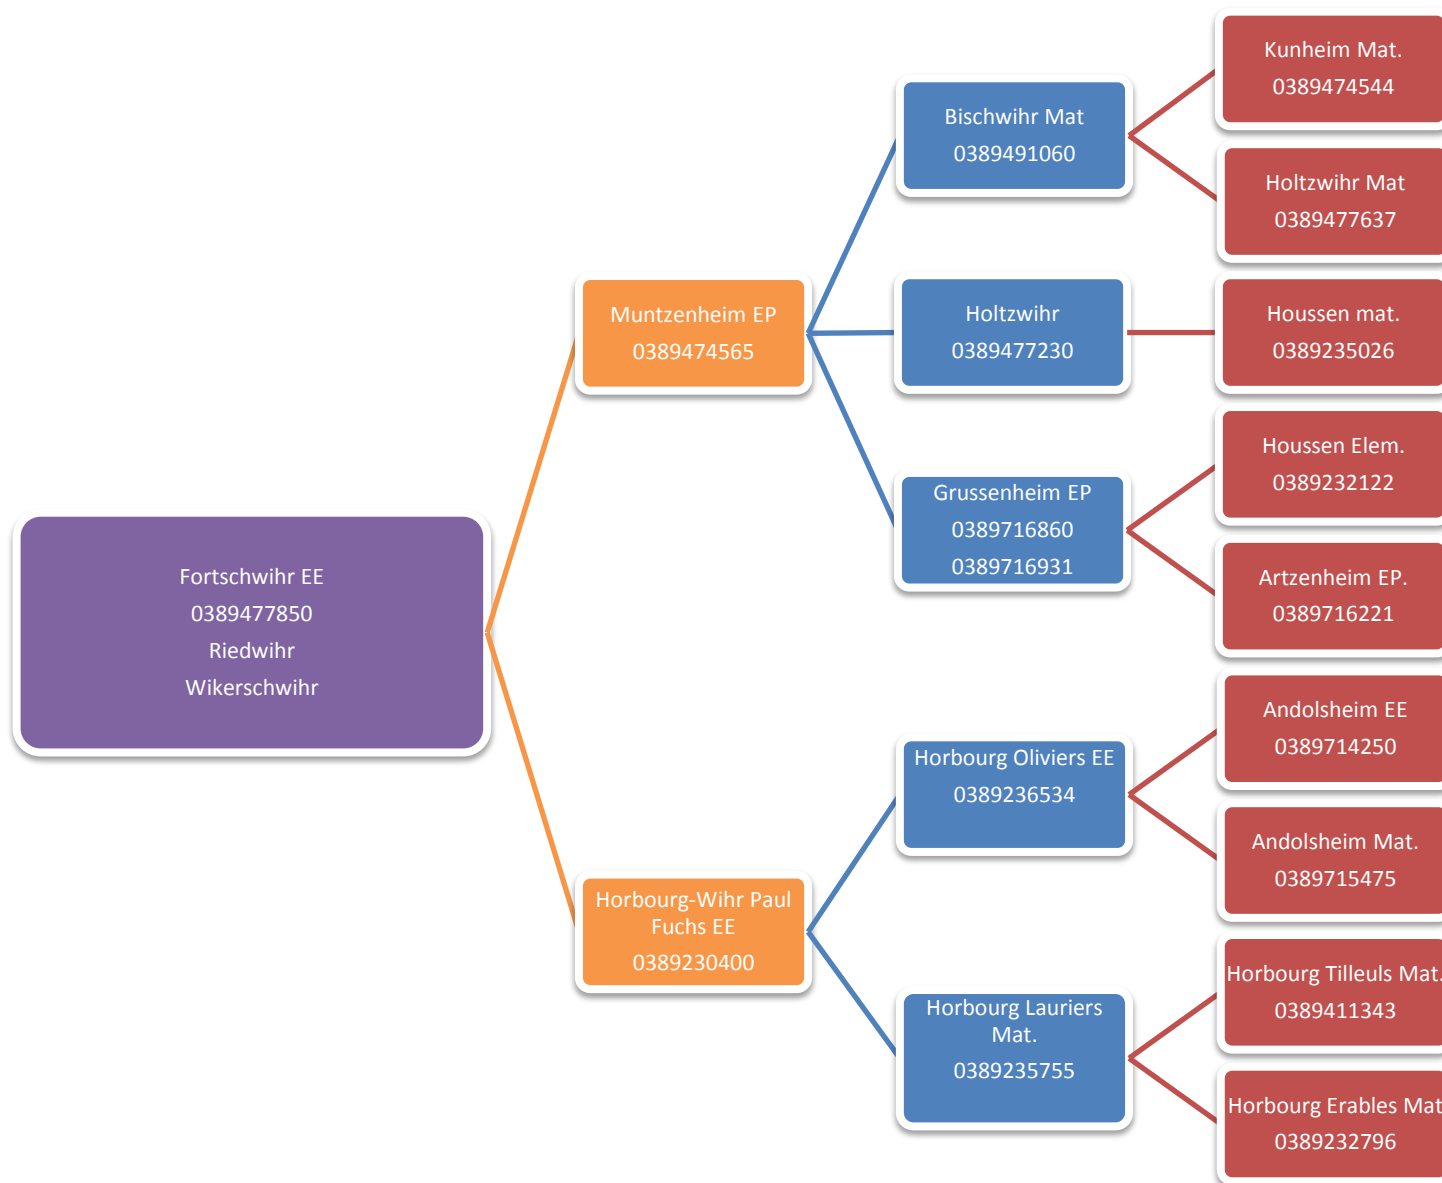 Fortschwihr EE
0389477850
Riedwihr
Wikerschwihr
Muntzenheim EP
0389474565
Bischwihr Mat
0389491060
Kunheim Mat.
0389474544
Holtzwihr Mat
0389477637
Holtzwihr
0389477230
Houssen mat.
0389235026
Grussenheim EP
0389716860
0389716931
Houssen Elem.
0389232122
Artzenheim EP.
0389716221
Horbourg-Wihr Paul
Fuchs EE
0389230400
Horbourg Oliviers EE
0389236534
Andolsheim EE
0389714250
Andolsheim Mat.
0389715475
Horbourg Lauriers
Mat.
0389235755
Horbourg Tilleuls Mat.
0389411343
Horbourg Erables Mat
0389232796